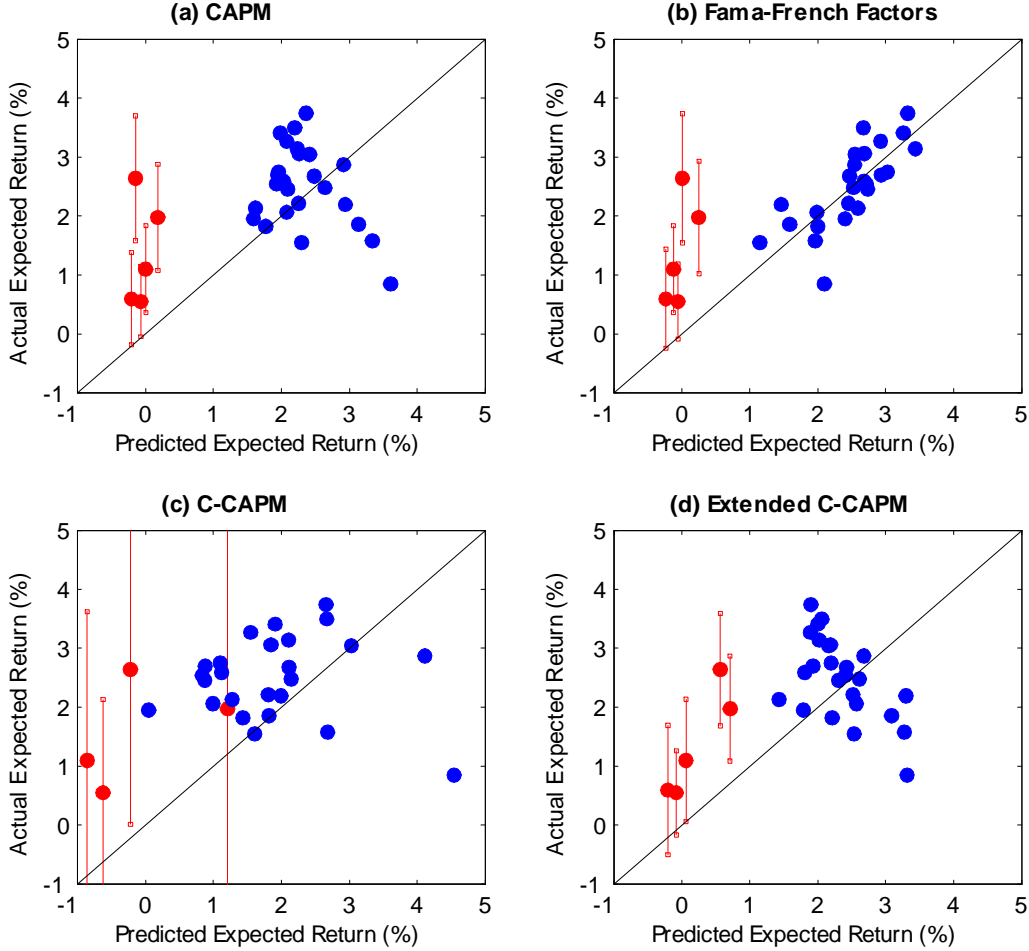 (a) CAPM
5
4
3
2
1
0
-1
-1 0 1 2 3 4 5
Actual Expected Return (%)
Predicted Expected Return (%)
(b) Fama-French Factors
5
4
3
2
1
0
-1
-1 0 1 2 3 4 5
Actual Expected Return (%)
Predicted Expected Return (%)
(c) C-CAPM
5
4
3
2
1
0
-1
-1 0 1 2 3 4 5
Actual Expected Return (%)
Predicted Expected Return (%)
(d) Extended C-CAPM
5
4
3
2
1
0
-1
-1 0 1 2 3 4 5
Actual Expected Return (%)
Predicted Expected Return (%)